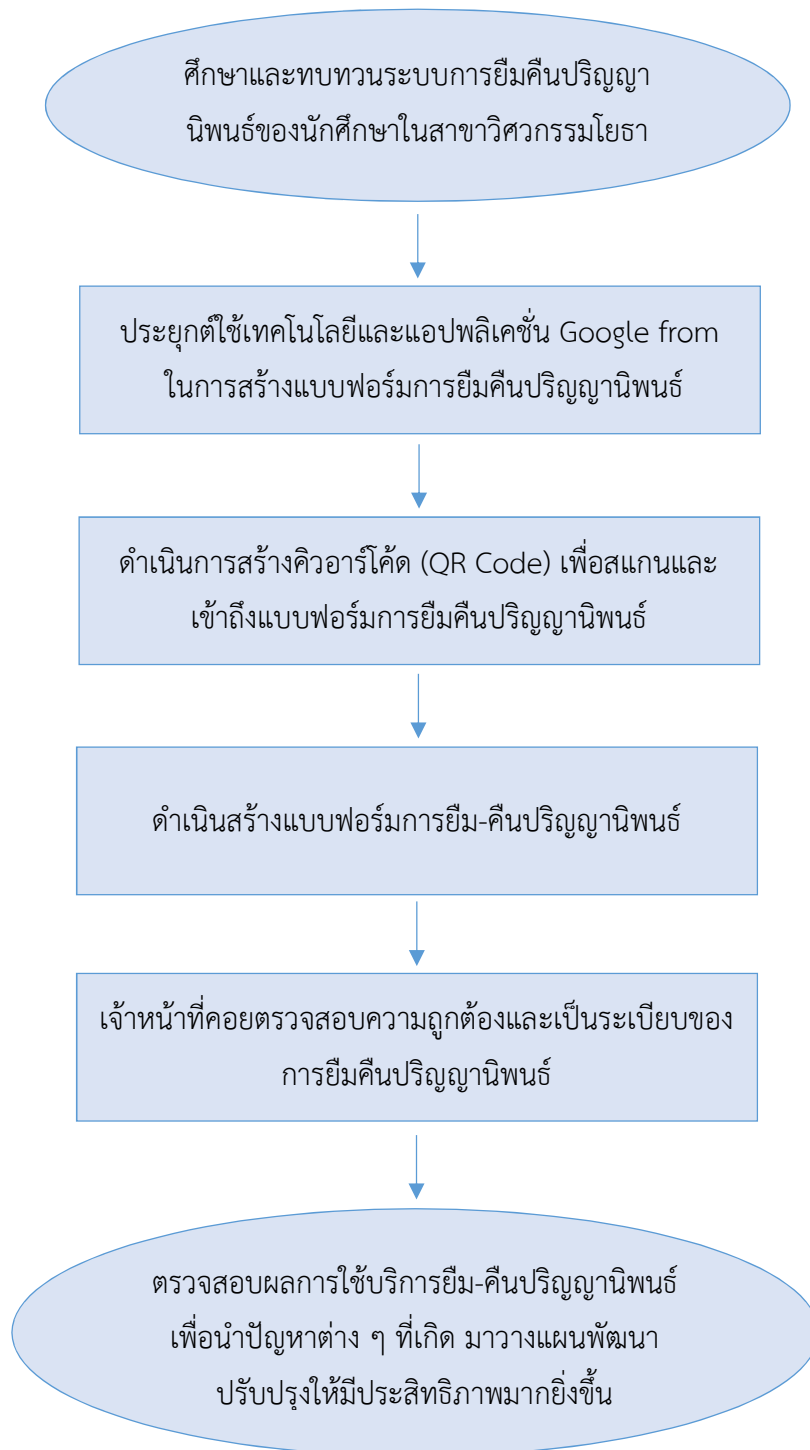 ศึกษาและทบทวนระบบการยืมคืนปริญญา
นิพนธ์ของนักศึกษาในสาขาวิศวกรรมโยธา
ประยุกต์ใช้เทคโนโลยีและแอปพลิเคชั่น Google from
ในการสร้างแบบฟอร์มการยืมคืนปริญญานิพนธ์
ดำเนินการสร้างคิวอาร์โค้ด (QR Code) เพื่อสแกนและ
เข้าถึงแบบฟอร์มการยืมคืนปริญญานิพนธ์
ดำเนินสร้างแบบฟอร์มการยืม-คืนปริญญานิพนธ์
เจ้าหน้าที่คอยตรวจสอบความถูกต้องและเป็นระเบียบของ
การยืมคืนปริญญานิพนธ์
ตรวจสอบผลการใช้บริการยืม-คืนปริญญานิพนธ์
เพื่อนำปัญหาต่าง ๆ ที่เกิด มาวางแผนพัฒนา
ปรับปรุงให้มีประสิทธิภาพมากยิ่งขึ้น